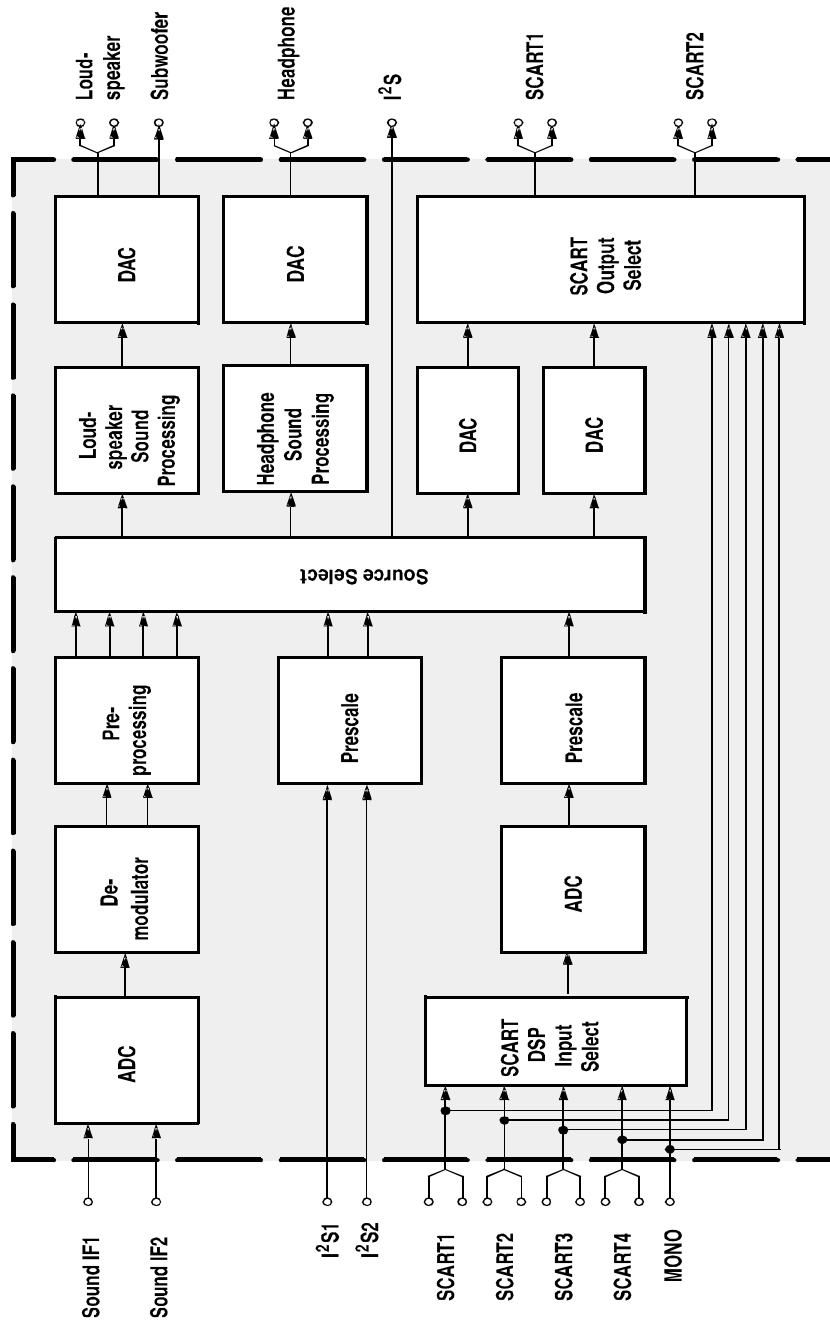 Sound IF1
Sound IF2
I²S1
I²S2
SCART1
SCART2
SCART3
SCART4
MONO
ADC
De-
modulator
Pre-
processing
Prescale
SCART
DSP
Input
Select
ADC
Prescale
Source Select
Loud-
speaker
Sound
Processing
DAC
Headphone
Sound
Processing
DAC
DAC
DAC
SCART
Output
Select
Loud-
speaker
Subwoofer
Headphone
I²S
SCART1
SCART2